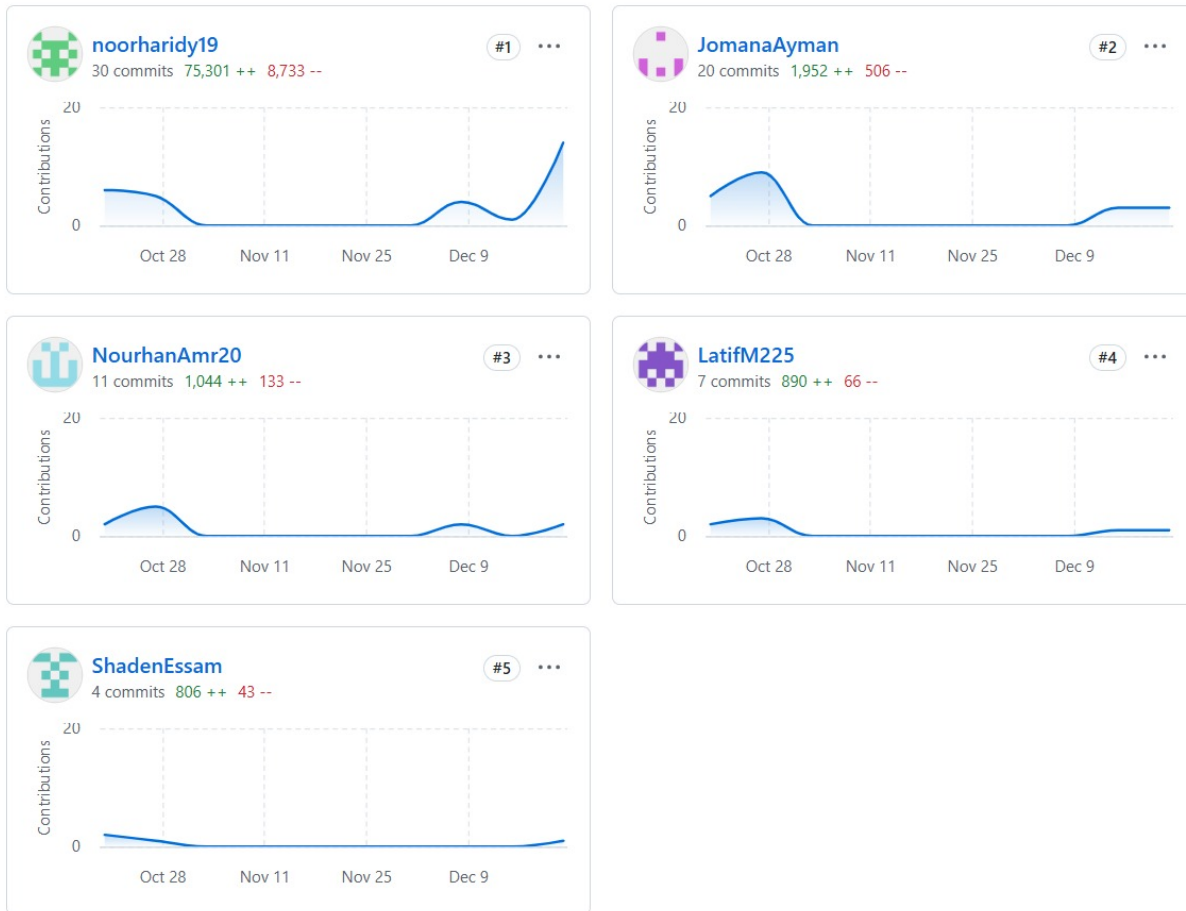 noorharidy19
#1
30 commits 75,301 ++ 8,733 --
20
Contributions
0
Oct 28 Nov 11 Nov 25 Dec 9
JomanaAyman
#2
20 commits 1,952 ++ 506 --
20
Contributions
0
Oct 28 Nov 11 Nov 25 Dec 9
NourhanAmr20
#3
11 commits 1,044 ++ 133 --
20
Contributions
0
Oct 28 Nov 11 Nov 25 Dec 9
LatifM225
#4
7 commits 890 ++ 66 --
20
Contributions
0
Oct 28 Nov 11 Nov 25 Dec 9
ShadenEssam
#5
4 commits 806 ++ 43 --
20
Contributions
0
Oct 28 Nov 11 Nov 25 Dec 9